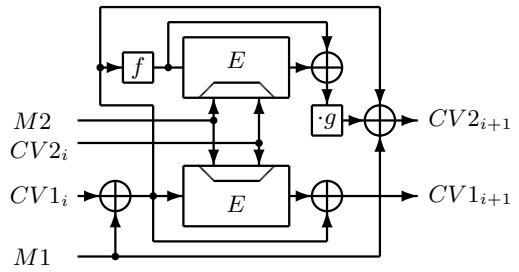 f
E
M2
·g
CV2_{i+1}
CV2_i
CV1_i
E
CV1_{i+1}
M1